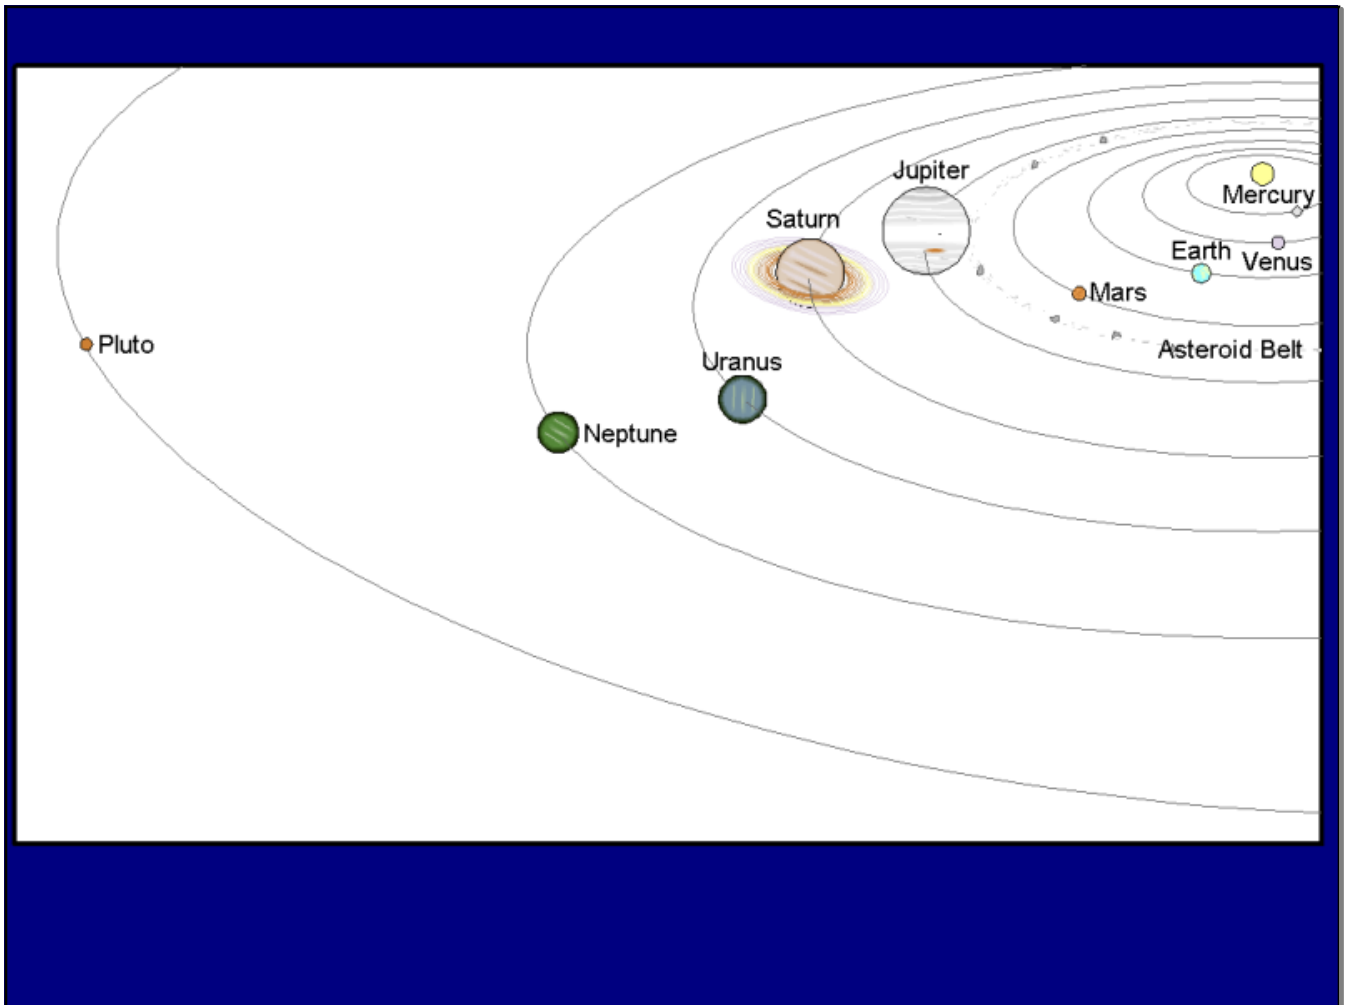 Jupiter
Mercury
Saturn
Earth
Venus
Mars
Pluto
Asteroid Belt
Uranus
Neptune